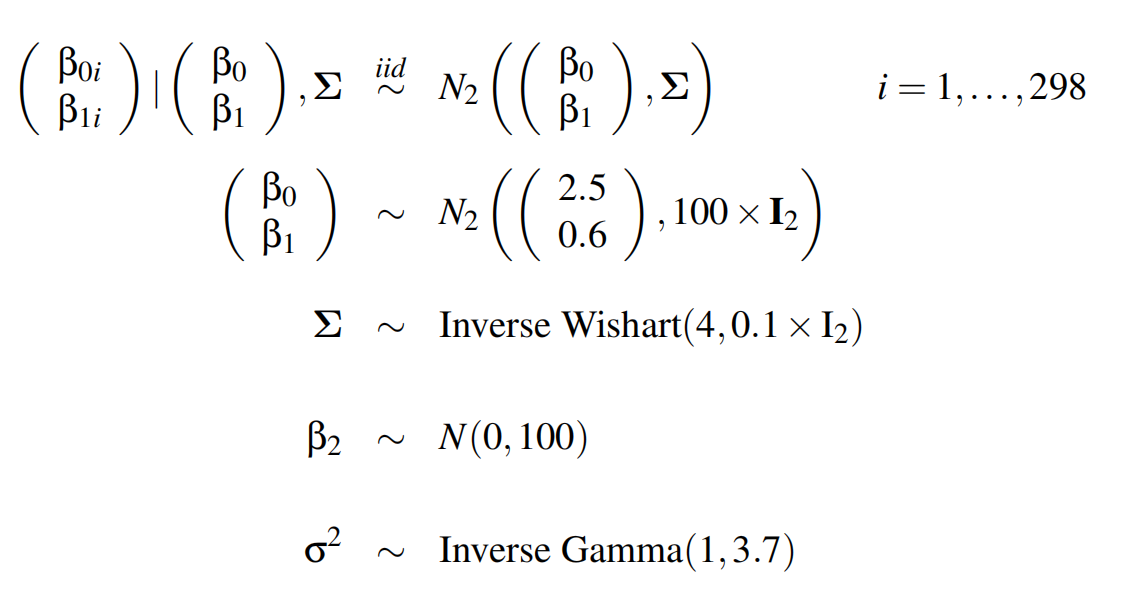 (β₀ᵢ β₁ᵢ) | (β₀ β₁), Σ iid ∼ N₂((β₀ β₁), Σ) i = 1,…,298
(β₀ β₁) ∼ N₂((2.5 0.6), 100 × I₂)
Σ ∼ Inverse Wishart(4, 0.1 × I₂)
β₂ ∼ N(0, 100)
σ² ∼ Inverse Gamma(1, 3.7)